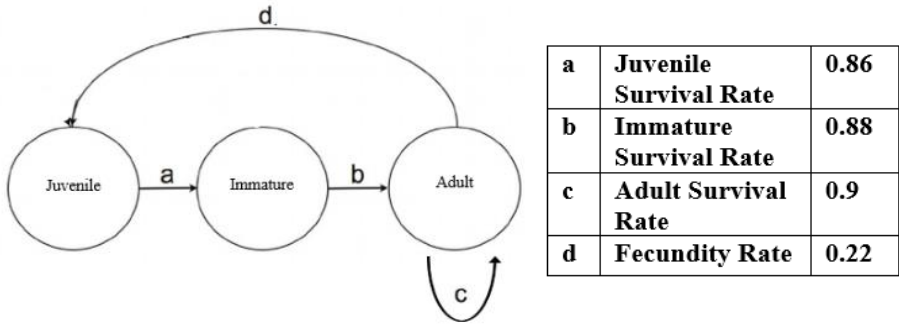 d.
Juvenile
a
Immature
b
Adult
c
a Juvenile 0.86
Survival Rate
b Immature 0.88
Survival Rate
c Adult Survival 0.9
Rate
d Fecundity Rate 0.22